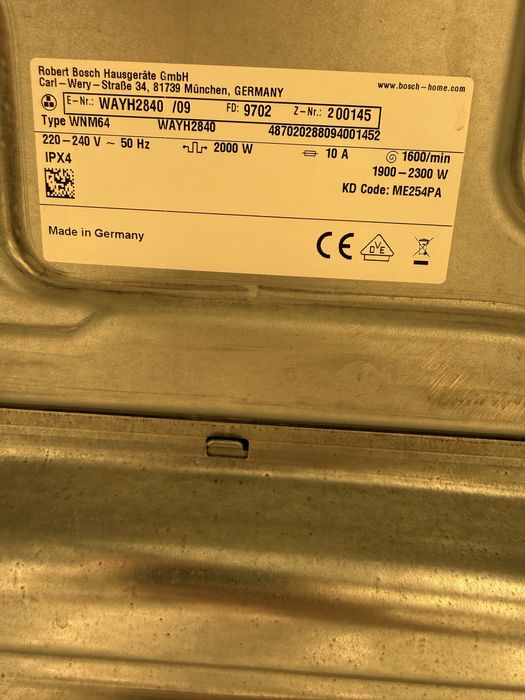 Robert Bosch Hausgeräte GmbH
Carl-Wery-Straße 34, 81739 München, GERMANY
www.bosch-home.com
E-Nr.: WAYH2840 /09 FD: 9702 Z-Nr.: 200145
Type WNM64 WAYH2840 487020288094001452
220-240 V ~ 50 Hz 2000 W 10 A 1600/min
IPX4 1900-2300 W
KD Code: ME254PA
Made in Germany CE DVE